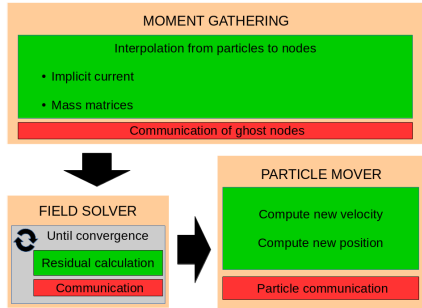 MOMENT GATHERING
Interpolation from particles to nodes
• Implicit current
• Mass matrices
Communication of ghost nodes
FIELD SOLVER
Until convergence
Residual calculation
Communication
PARTICLE MOVER
Compute new velocity
Compute new position
Particle communication